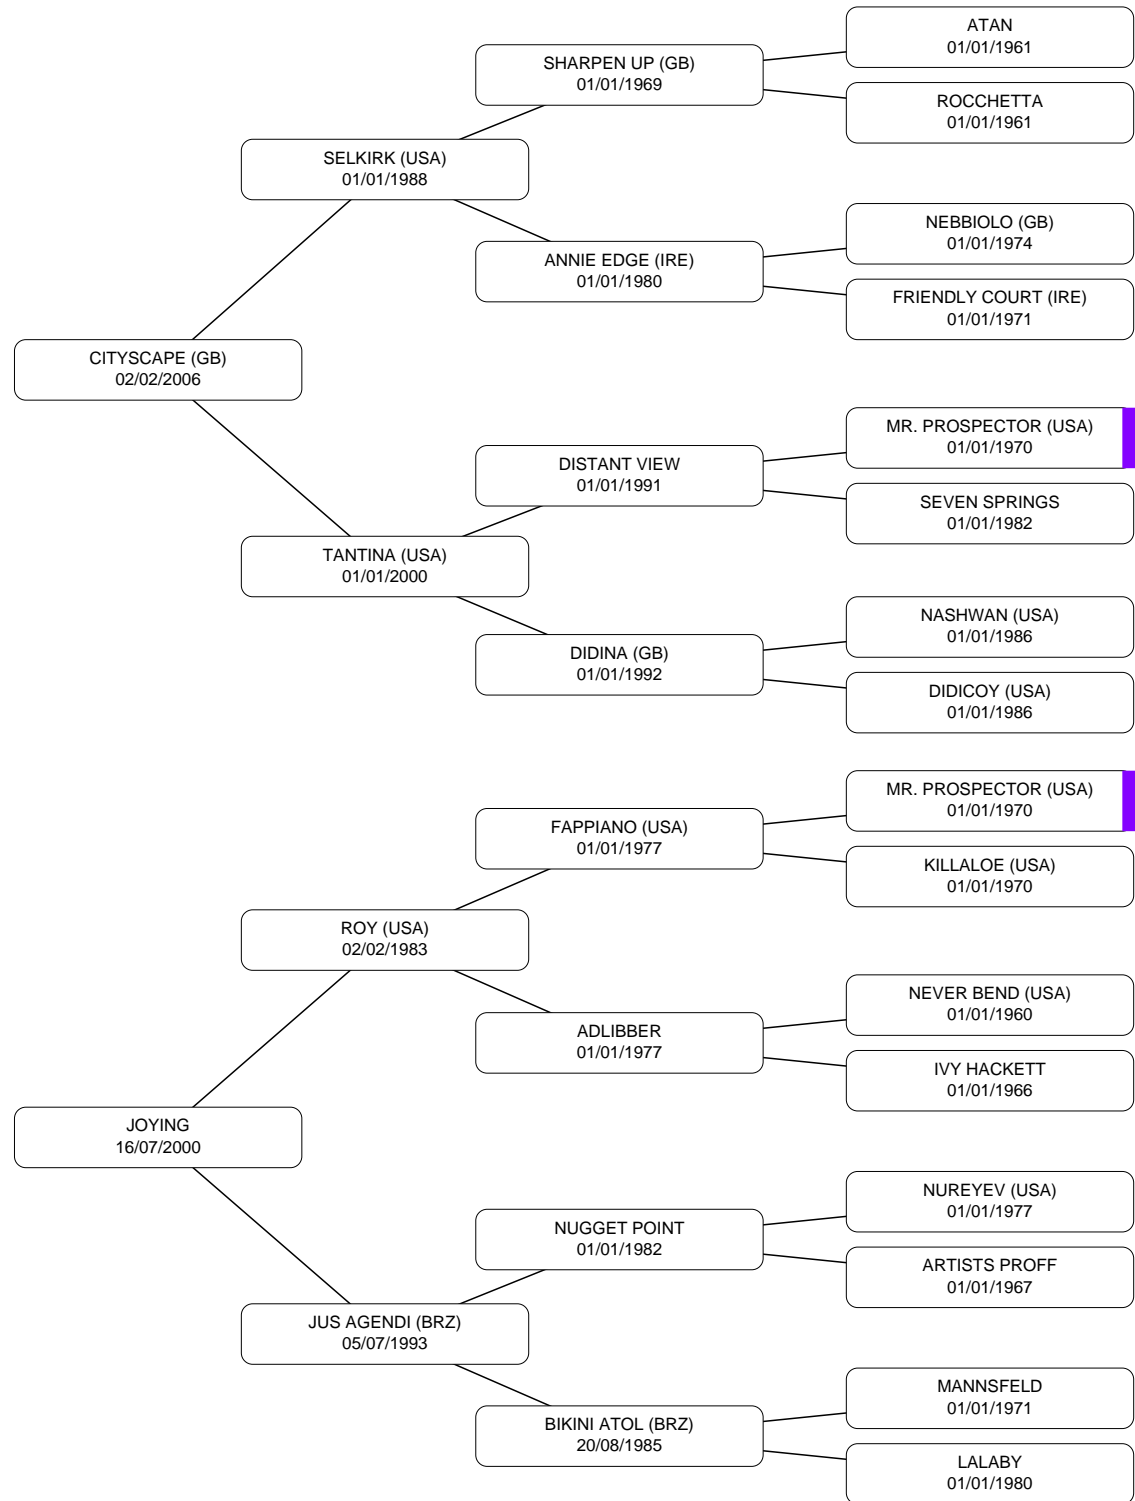 ATAN
01/01/1961
SHARPEN UP (GB)
01/01/1969
ROCCHETTA
01/01/1961
SELKIRK (USA)
01/01/1988
NEBBIOLO (GB)
01/01/1974
ANNIE EDGE (IRE)
01/01/1980
FRIENDLY COURT (IRE)
01/01/1971
CITYSCAPE (GB)
02/02/2006
MR. PROSPECTOR (USA)
01/01/1970
DISTANT VIEW
01/01/1991
SEVEN SPRINGS
01/01/1982
TANTINA (USA)
01/01/2000
NASHWAN (USA)
01/01/1986
DIDINA (GB)
01/01/1992
DIDICOY (USA)
01/01/1986
MR. PROSPECTOR (USA)
01/01/1970
FAPPIANO (USA)
01/01/1977
KILLALOE (USA)
01/01/1970
ROY (USA)
02/02/1983
NEVER BEND (USA)
01/01/1960
ADLIBBER
01/01/1977
IVY HACKETT
01/01/1966
JOYING
16/07/2000
NUREYEV (USA)
01/01/1977
NUGGET POINT
01/01/1982
ARTISTS PROFF
01/01/1967
JUS AGENDI (BRZ)
05/07/1993
MANNSFELD
01/01/1971
BIKINI ATOL (BRZ)
20/08/1985
LALABY
01/01/1980